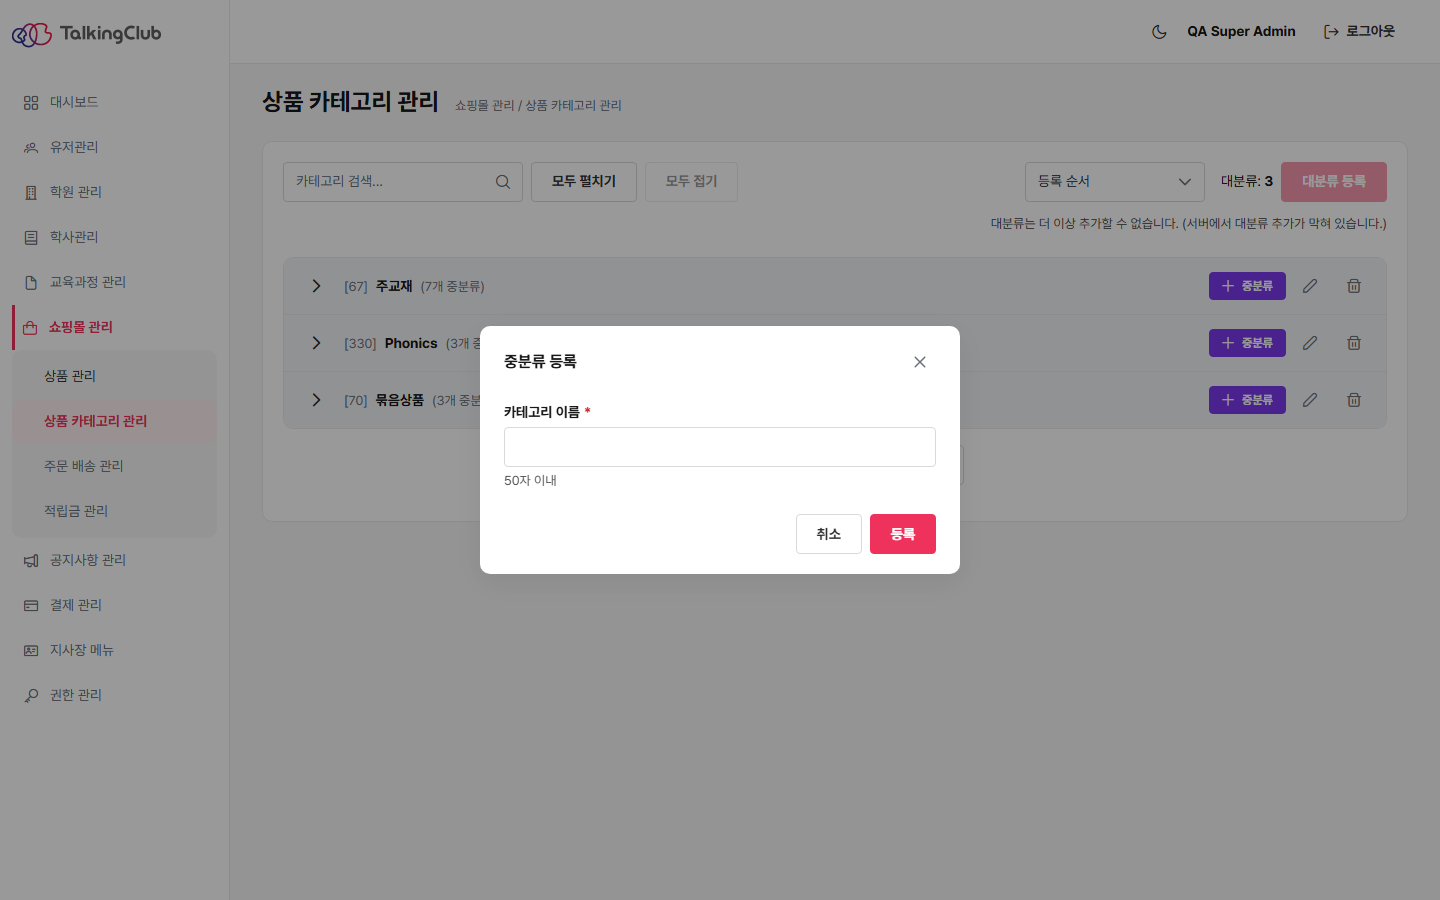 TalkingClub
QA Super Admin
로그아웃
대시보드
유저관리
학원 관리
학사관리
교육과정 관리
쇼핑몰 관리
상품 관리
상품 카테고리 관리
주문 배송 관리
적립금 관리
공지사항 관리
결제 관리
지사장 메뉴
권한 관리
상품 카테고리 관리 쇼핑몰 관리 / 상품 카테고리 관리
카테고리 검색... 모두 펼치기 모두 접기 등록 순서 대분류: 3 대분류 등록
대분류는 더 이상 추가할 수 없습니다. (서버에서 대분류 추가가 막혀 있습니다.)
[67] 주교재 (7개 중분류) 중분류
[330] Phonics (3개 중 중분류
[70] 묶음상품 (3개 중분 중분류
중분류 등록
카테고리 이름 *
50자 이내
취소 등록